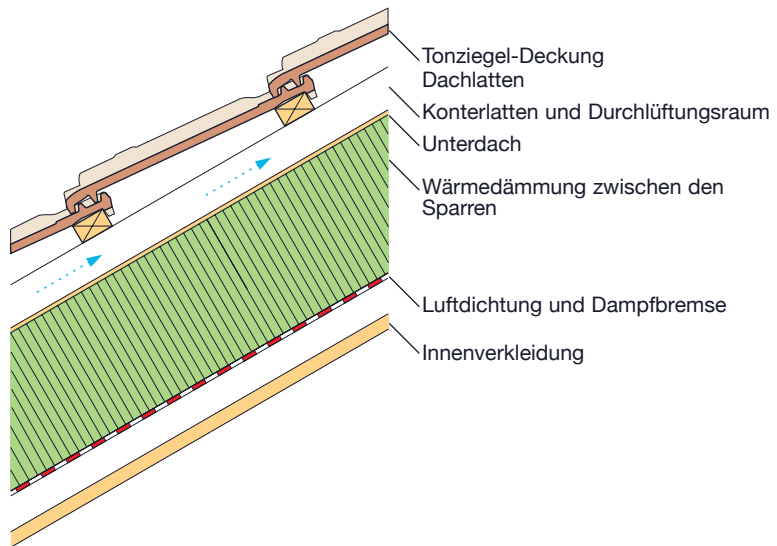 Tonziegel-Deckung
Dachlatten
Konterlatten und Durchlüftungsraum
Unterdach
Wärmedämmung zwischen den
Sparren
Luftdichtung und Dampfbremse
Innenverkleidung